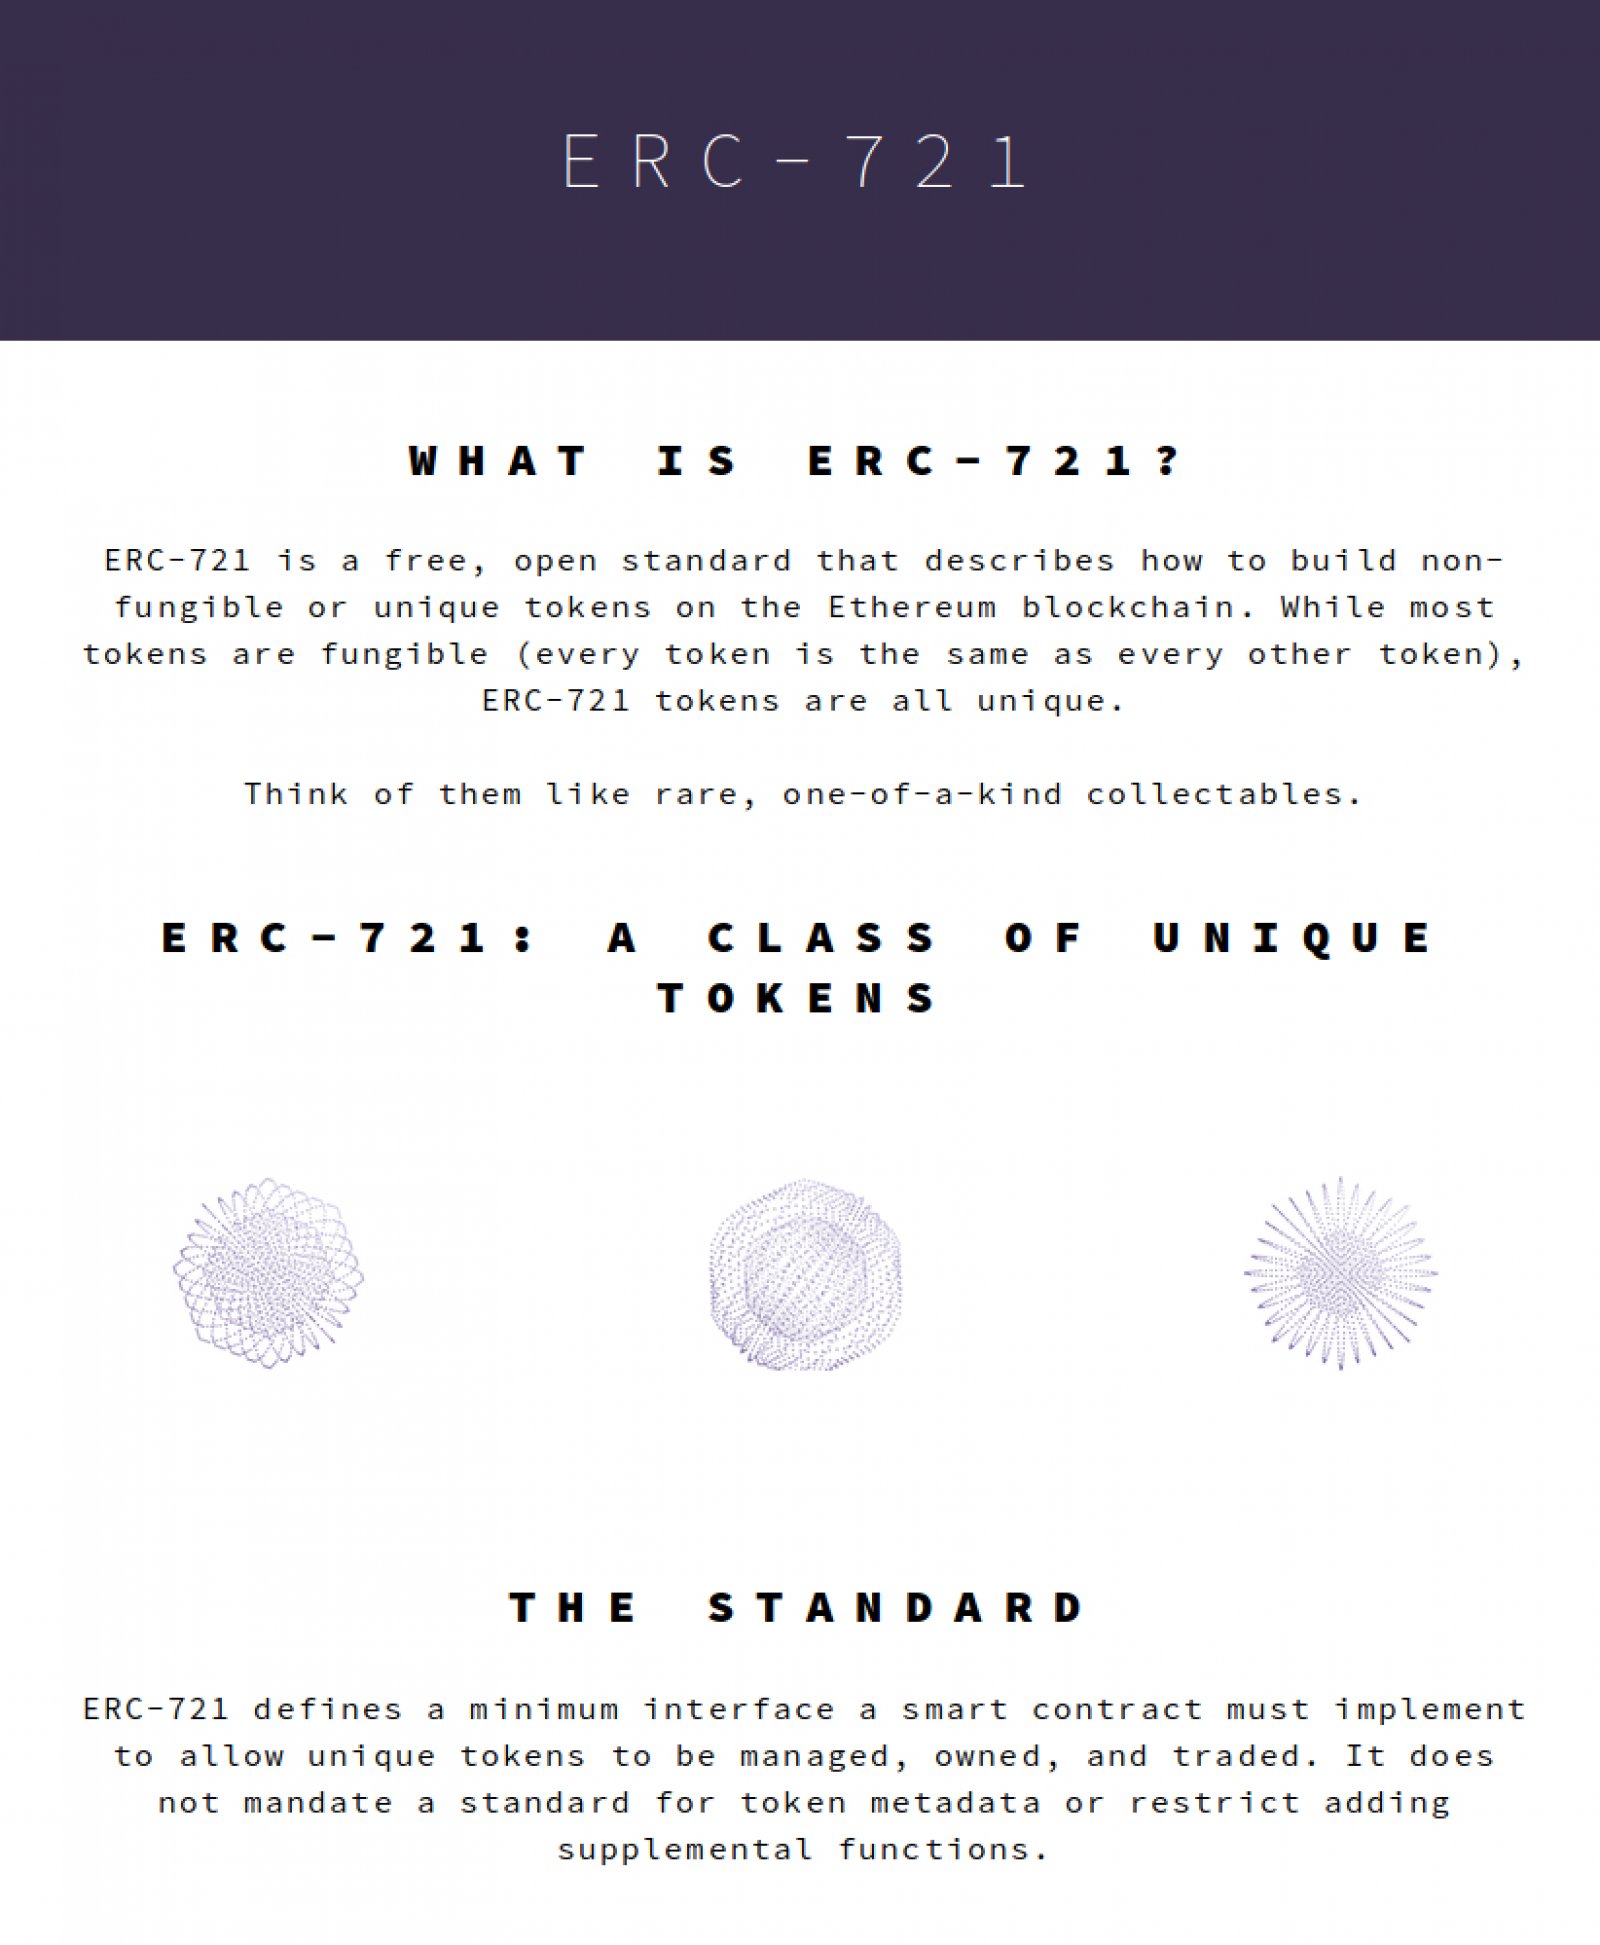 ERC-721
WHAT IS ERC-721?
ERC-721 is a free, open standard that describes how to build non-
fungible or unique tokens on the Ethereum blockchain. While most
tokens are fungible (every token is the same as every other token),
ERC-721 tokens are all unique.
Think of them like rare, one-of-a-kind collectables.
ERC-721: A CLASS OF UNIQUE
TOKENS
THE STANDARD
ERC-721 defines a minimum interface a smart contract must implement
to allow unique tokens to be managed, owned, and traded. It does
not mandate a standard for token metadata or restrict adding
supplemental functions.